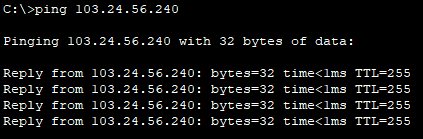 C:\>ping 103.24.56.240
Pinging 103.24.56.240 with 32 bytes of data:
Reply from 103.24.56.240: bytes=32 time<1ms TTL=255
Reply from 103.24.56.240: bytes=32 time<1ms TTL=255
Reply from 103.24.56.240: bytes=32 time<1ms TTL=255
Reply from 103.24.56.240: bytes=32 time<1ms TTL=255